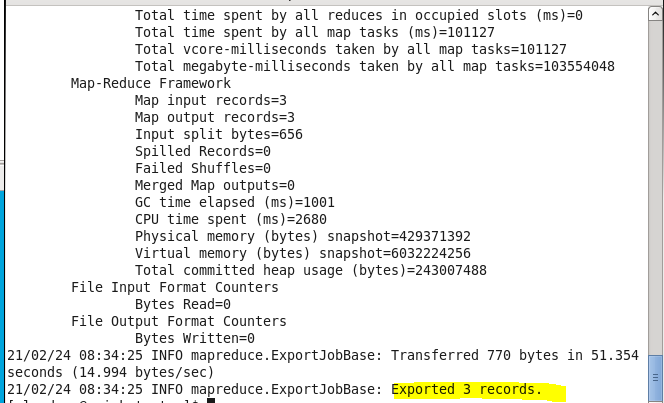 Total time spent by all reduces in occupied slots (ms)=0
Total time spent by all map tasks (ms)=101127
Total vcore-milliseconds taken by all map tasks=101127
Total megabyte-milliseconds taken by all map tasks=103554048
Map-Reduce Framework
Map input records=3
Map output records=3
Input split bytes=656
Spilled Records=0
Failed Shuffles=0
Merged Map outputs=0
GC time elapsed (ms)=1001
CPU time spent (ms)=2680
Physical memory (bytes) snapshot=429371392
Virtual memory (bytes) snapshot=6032224256
Total committed heap usage (bytes)=243007488
File Input Format Counters
Bytes Read=0
File Output Format Counters
Bytes Written=0
21/02/24 08:34:25 INFO mapreduce.ExportJobBase: Transferred 770 bytes in 51.354
seconds (14.994 bytes/sec)
21/02/24 08:34:25 INFO mapreduce.ExportJobBase: Exported 3 records.